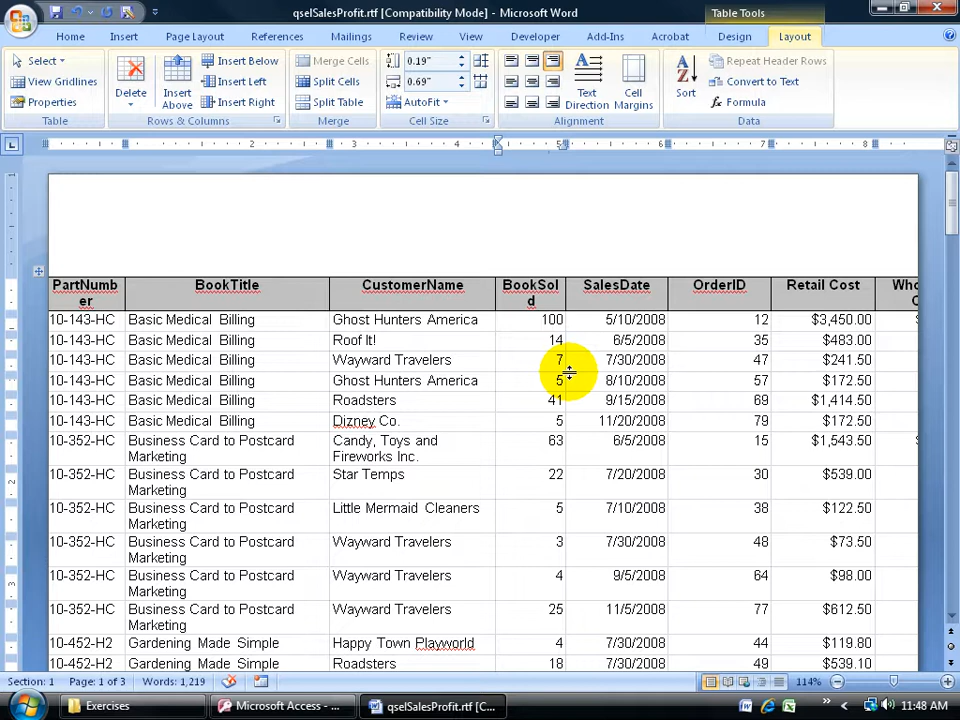 qselSalesProfit.rtf [Compatibility Mode] - Microsoft Word
Table Tools
Home Insert Page Layout References Mailings Review View Developer Add-Ins Acrobat Design Layout
Select
View Gridlines
Properties
Table
Delete
Insert Above
Insert Below
Insert Left
Insert Right
Rows & Columns
Merge Cells
Split Cells
Split Table
Merge
0.19"
0.69"
AutoFit
Cell Size
Text Direction
Cell Margins
Alignment
Sort
Repeat Header Rows
Convert to Text
Formula
Data
PartNumber BookTitle CustomerName BookSold SalesDate OrderID Retail Cost
10-143-HC Basic Medical Billing Ghost Hunters America 100 5/10/2008 12 $3,450.00
10-143-HC Basic Medical Billing Roof It! 14 6/5/2008 35 $483.00
10-143-HC Basic Medical Billing Wayward Travelers 7 7/30/2008 47 $241.50
10-143-HC Basic Medical Billing Ghost Hunters America 5 8/10/2008 57 $172.50
10-143-HC Basic Medical Billing Roadsters 41 9/15/2008 69 $1,414.50
10-143-HC Basic Medical Billing Dizney Co. 5 11/20/2008 79 $172.50
10-352-HC Business Card to Postcard Marketing Candy, Toys and Fireworks Inc. 63 6/5/2008 15 $1,543.50
10-352-HC Business Card to Postcard Marketing Star Temps 22 7/20/2008 30 $539.00
10-352-HC Business Card to Postcard Marketing Little Mermaid Cleaners 5 7/10/2008 38 $122.50
10-352-HC Business Card to Postcard Marketing Wayward Travelers 3 7/30/2008 48 $73.50
10-352-HC Business Card to Postcard Marketing Wayward Travelers 4 9/5/2008 64 $98.00
10-352-HC Business Card to Postcard Marketing Wayward Travelers 25 11/5/2008 77 $612.50
10-452-H2 Gardening Made Simple Happy Town Playworld 4 7/30/2008 44 $119.80
10-452-H2 Gardening Made Simple Roadsters 18 7/30/2008 49 $539.10
Section: 1 Page: 1 of 3 Words: 1,219 114%
Exercises Microsoft Access - ... qselSalesProfit.rtf [C... 11:48 AM